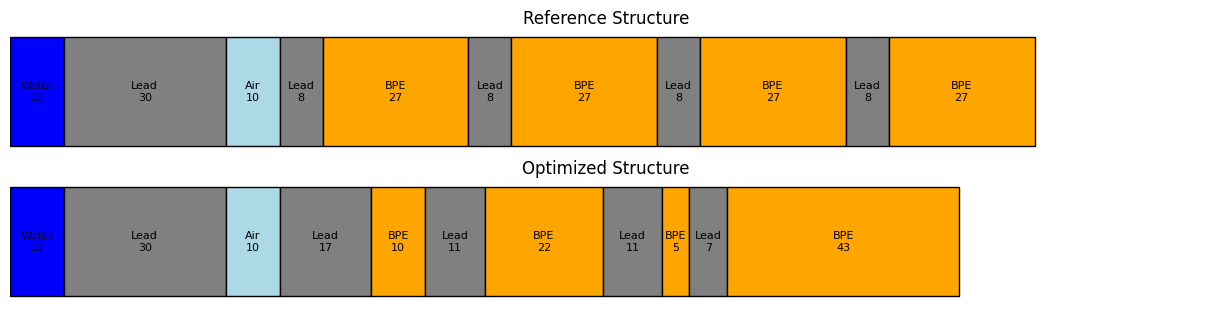 Reference Structure
Water
10
Lead
30
Air
10
Lead
8
BPE
27
Lead
8
BPE
27
Lead
8
BPE
27
Lead
8
BPE
27
Optimized Structure
Water
10
Lead
30
Air
10
Lead
17
BPE
10
Lead
11
BPE
22
Lead
11
BPE
5
Lead
7
BPE
43